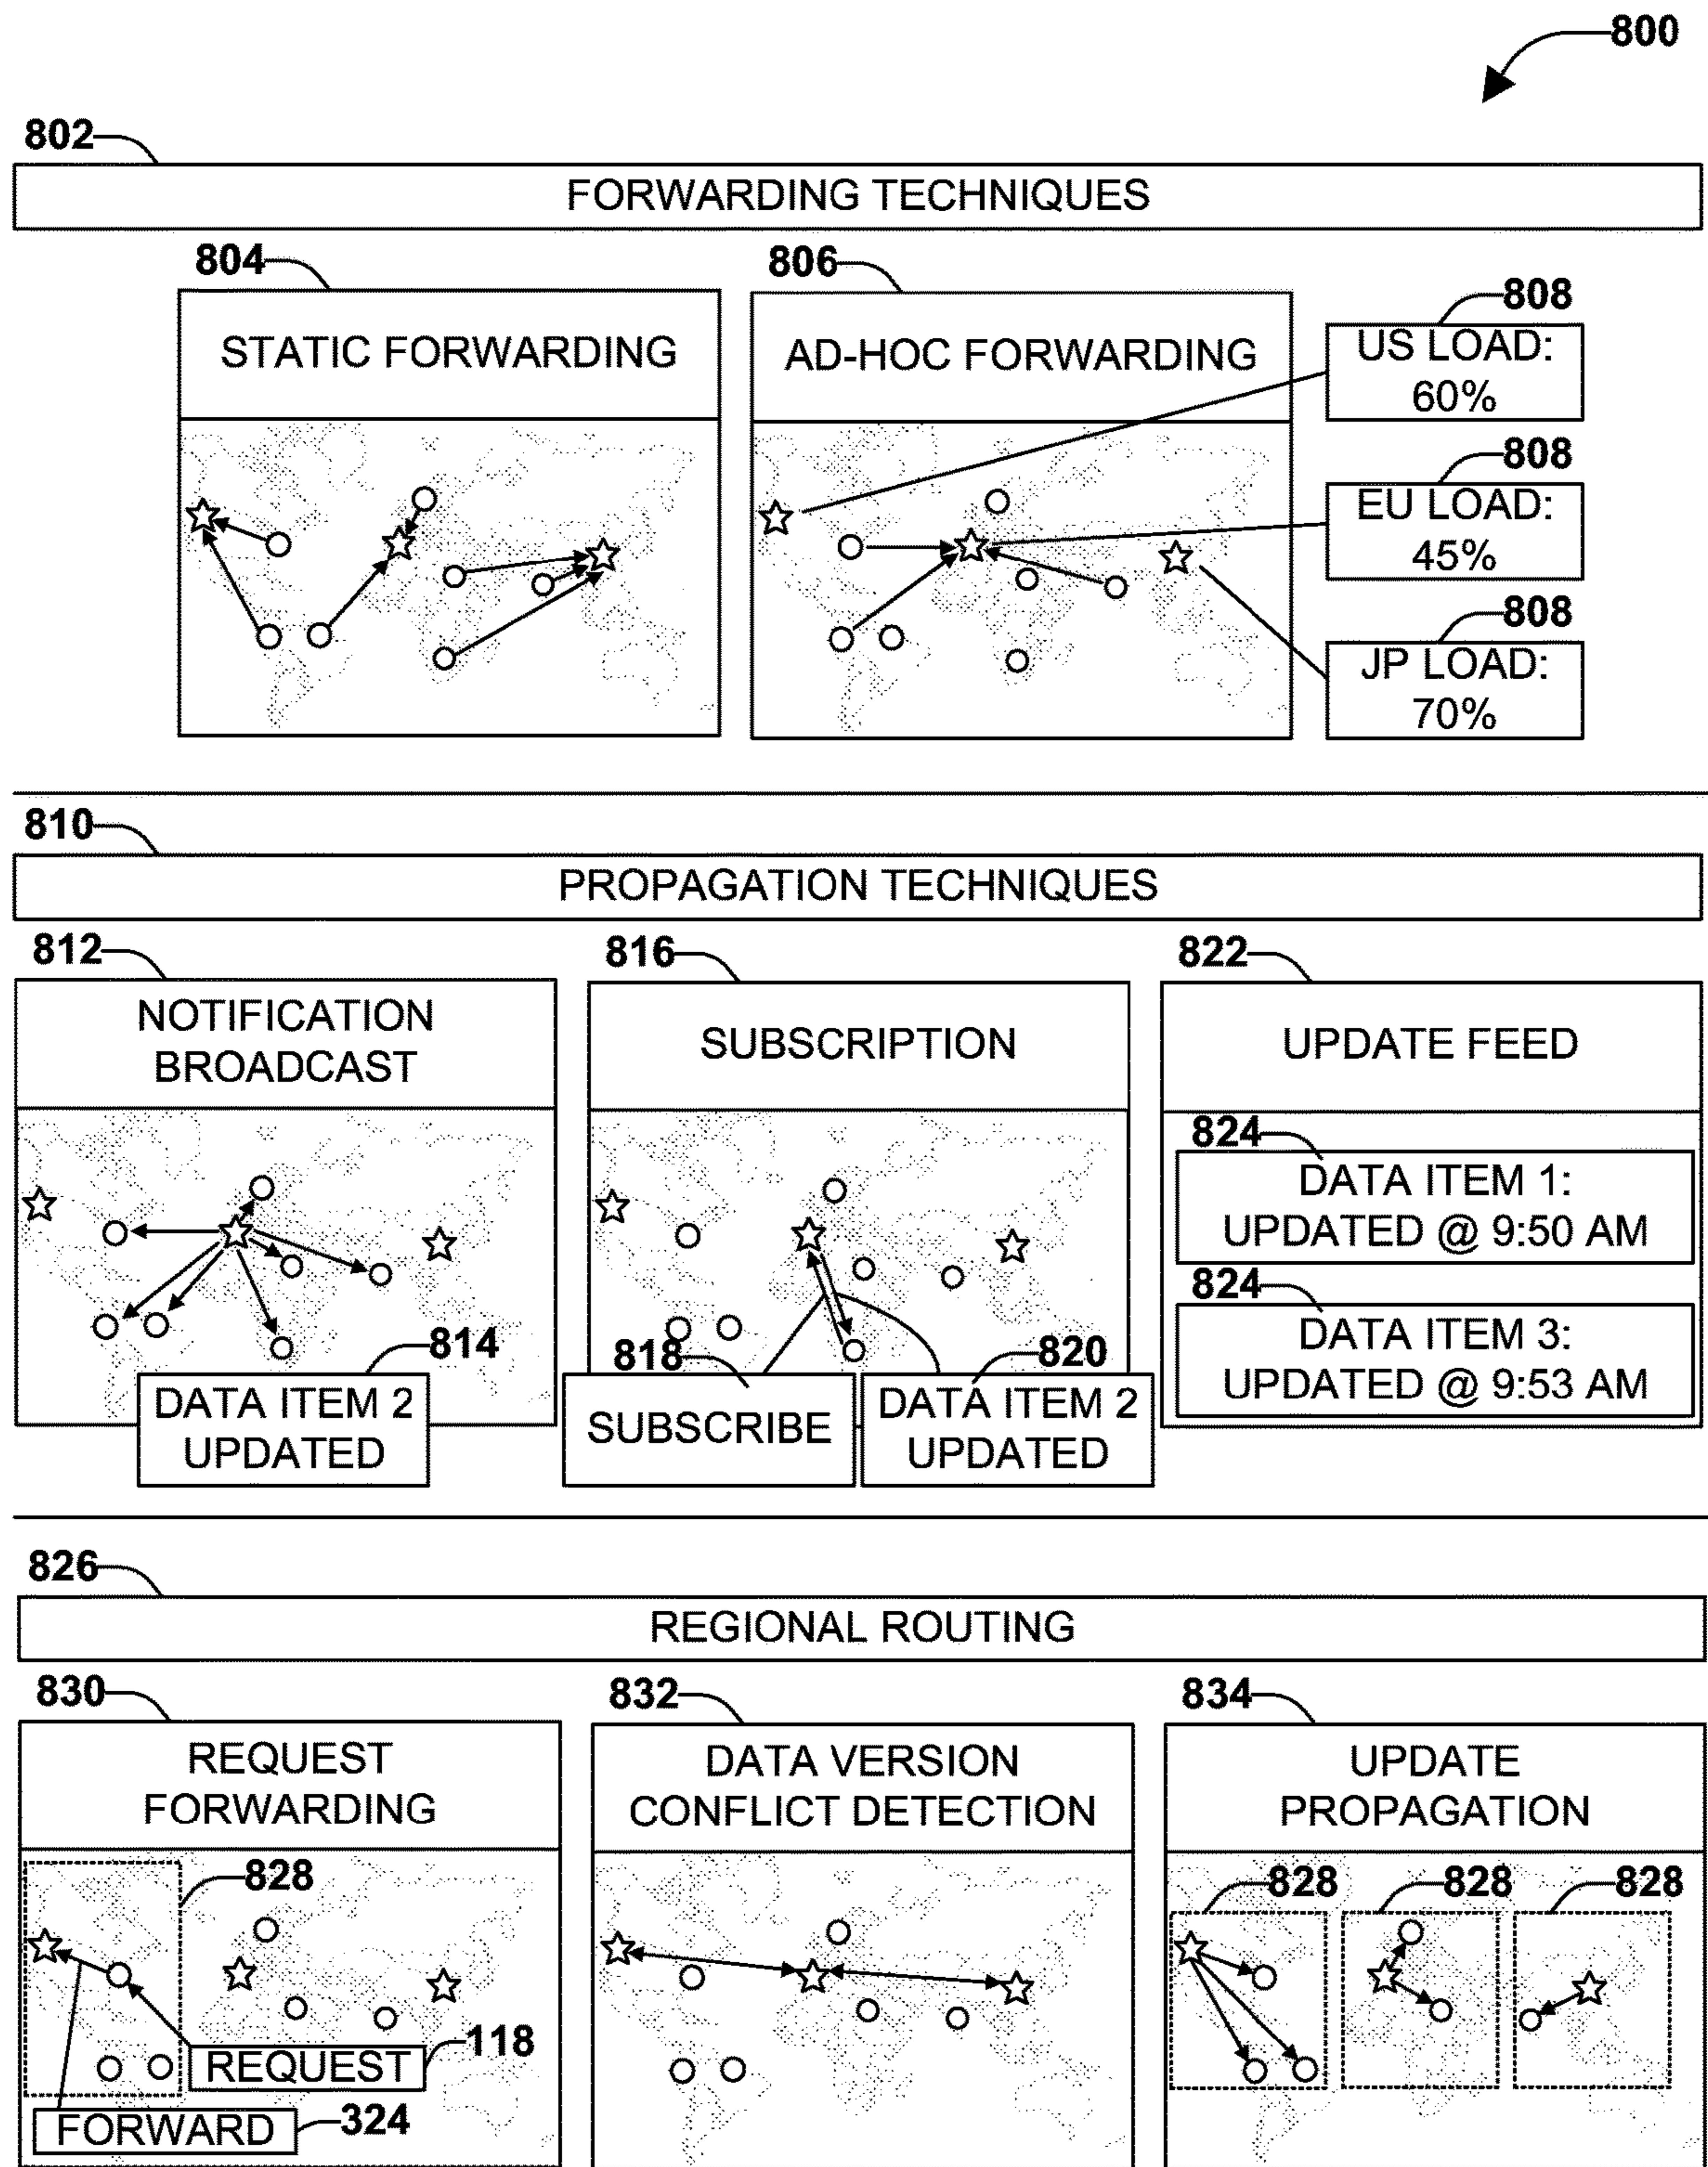 800
802
FORWARDING TECHNIQUES
804
806
808
STATIC FORWARDING
AD-HOC FORWARDING
US LOAD:
60%
808
EU LOAD:
45%
808
JP LOAD:
70%
810
PROPAGATION TECHNIQUES
812
816
822
NOTIFICATION
BROADCAST
SUBSCRIPTION
UPDATE FEED
824
DATA ITEM 1:
UPDATED @ 9:50 AM
824
DATA ITEM 3:
UPDATED @ 9:53 AM
814
DATA ITEM 2
UPDATED
818
SUBSCRIBE
820
DATA ITEM 2
UPDATED
826
REGIONAL ROUTING
830
832
834
REQUEST
FORWARDING
DATA VERSION
CONFLICT DETECTION
UPDATE
PROPAGATION
828
828
828
828
REQUEST
118
FORWARD
324